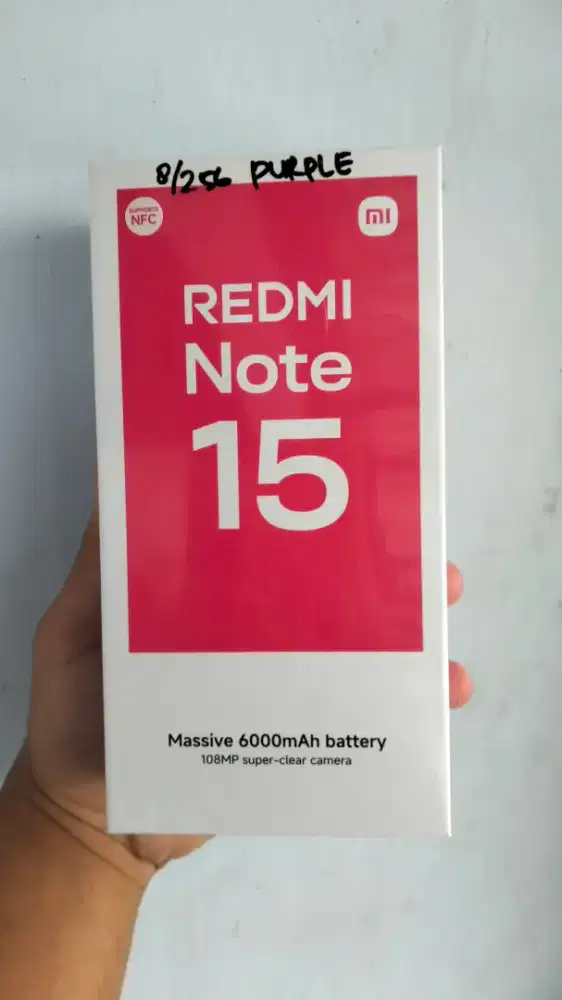 8/256 PURPLE
SUPPORTS
NFC
mi
REDMI
Note
15
Massive 6000mAh battery
108MP super-clear camera